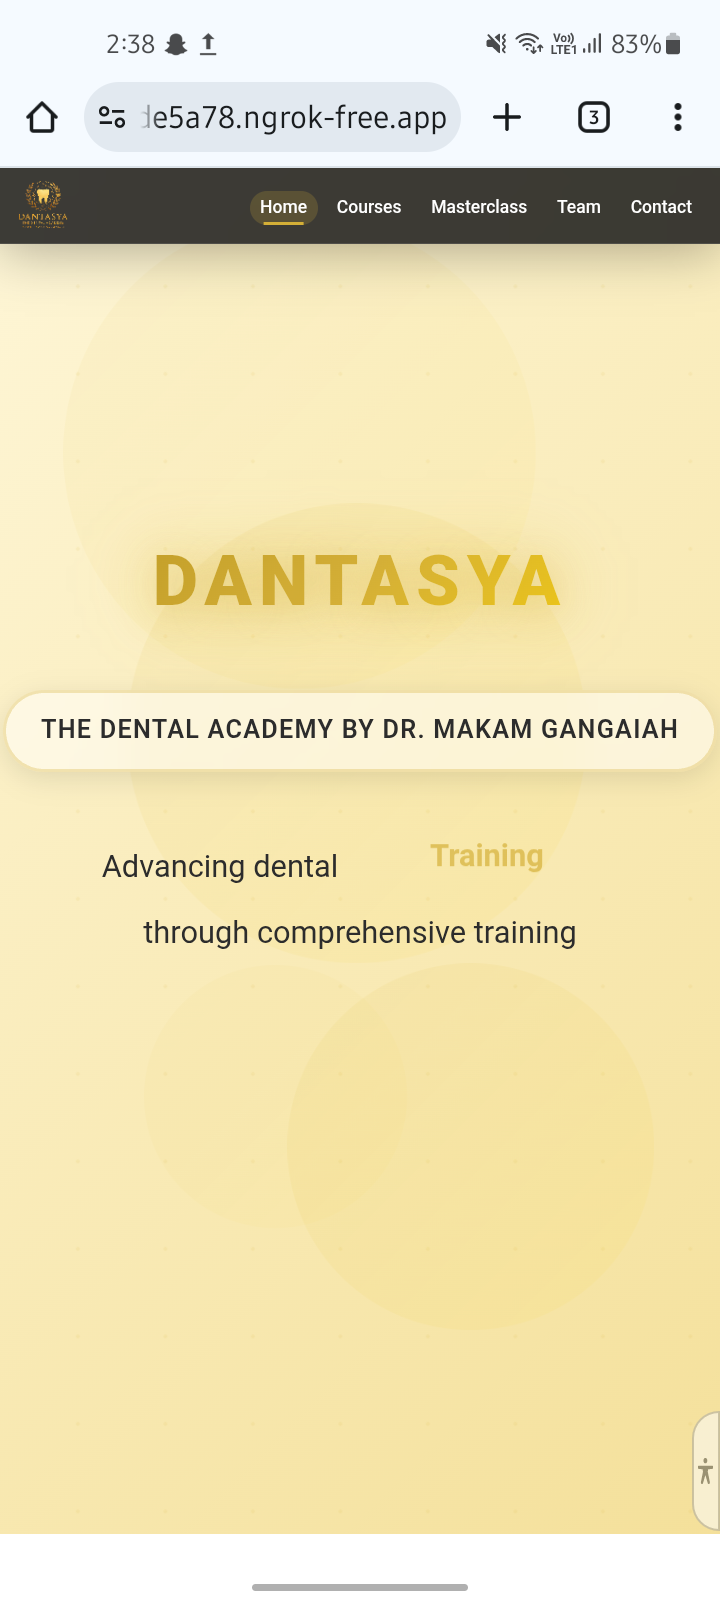 2:38 Vo)) LTE1 83%
de5a78.ngrok-free.app 3
DANTASYA
Home Courses Masterclass Team Contact
DANTASYA
THE DENTAL ACADEMY BY DR. MAKAM GANGAIAH
Advancing dental Training
through comprehensive training